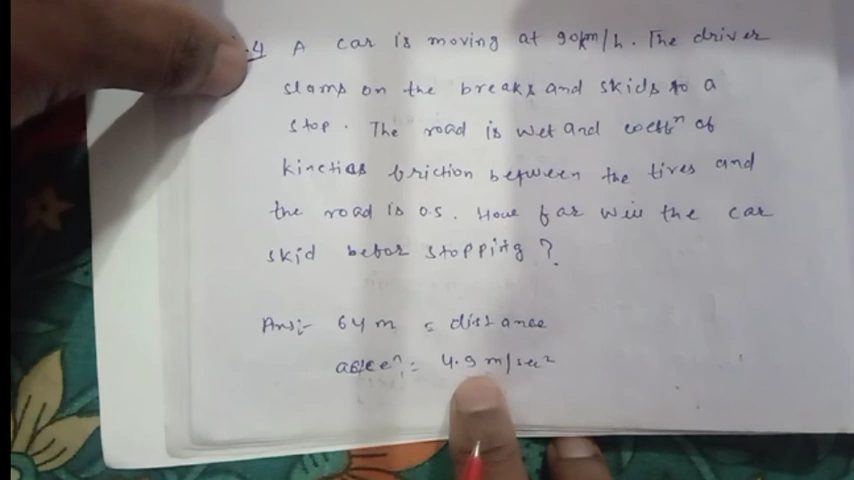 .4 A car is moving at 90km/h. The driver
slams on the breaks and skids to a
stop. The road is wet and coeffⁿ of
kinetics friction between the tires and
the road is 0.5. How far will the car
skid befor stopping ?
Ans:- 64 m = distance
accⁿ = 4.9 m/sec²